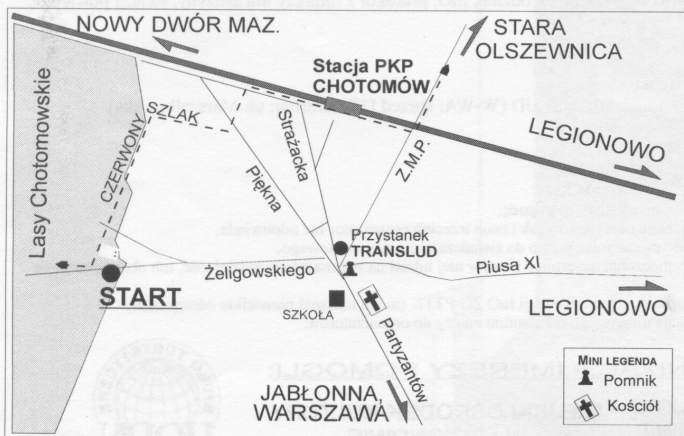 NOWY DWÓR MAZ.
STARA
OLSZEWNICA
Stacja PKP
CHOTOMÓW
LEGIONOWO
Lasy Chotomowskie
CZERWONY
SZLAK
Strażacka
Piękna
Z.M.P.
Przystanek
TRANSLUD
Żeligowskiego
Piusa XI
START
SZKOŁA
Partyzantów
LEGIONOWO
JABŁONNA,
WARSZAWA
MINI LEGENDA
Pomnik
Kościół